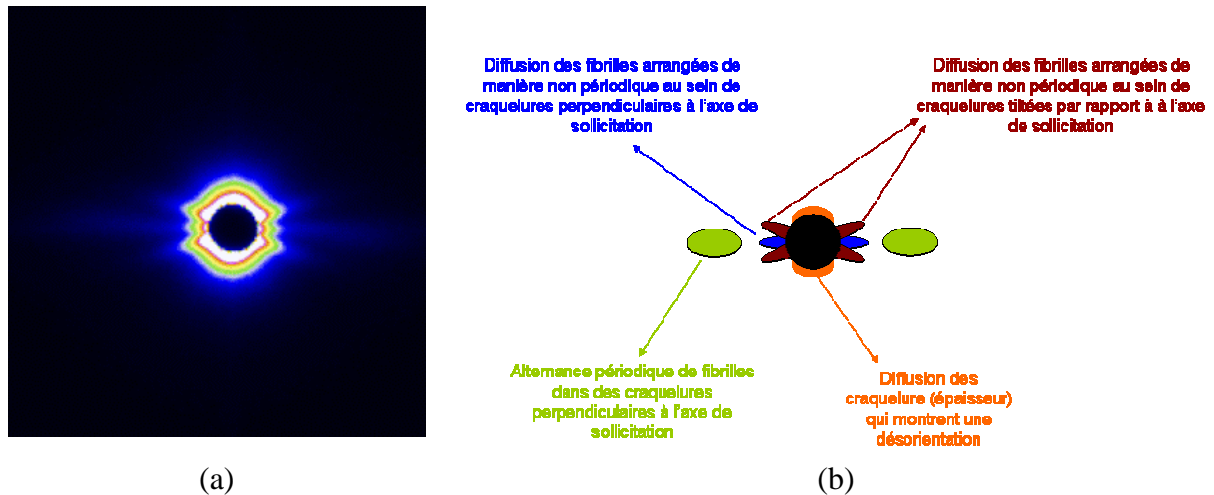 Diffusion des fibrilles arrangées de
manière non périodique au sein de
craquelures perpendiculaires à l'axe de
sollicitation
Diffusion des fibrilles arrangées de
manière non périodique au sein de
craquelures tiltées par rapport à à l'axe
de sollicitation
Alternance périodique de fibrilles
dans des craquelures
perpendiculaires à l'axe de
sollicitation
Diffusion des
craquelure (épaisseur)
qui montrent une
désorientation
(a)
(b)